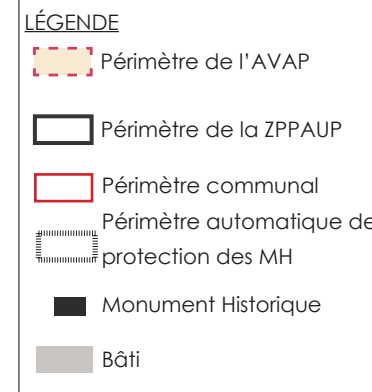 LÉGENDE
Périmètre de l'AVAP
Périmètre de la ZPPAUP
Périmètre communal
Périmètre automatique de
protection des MH
Monument Historique
Bâti